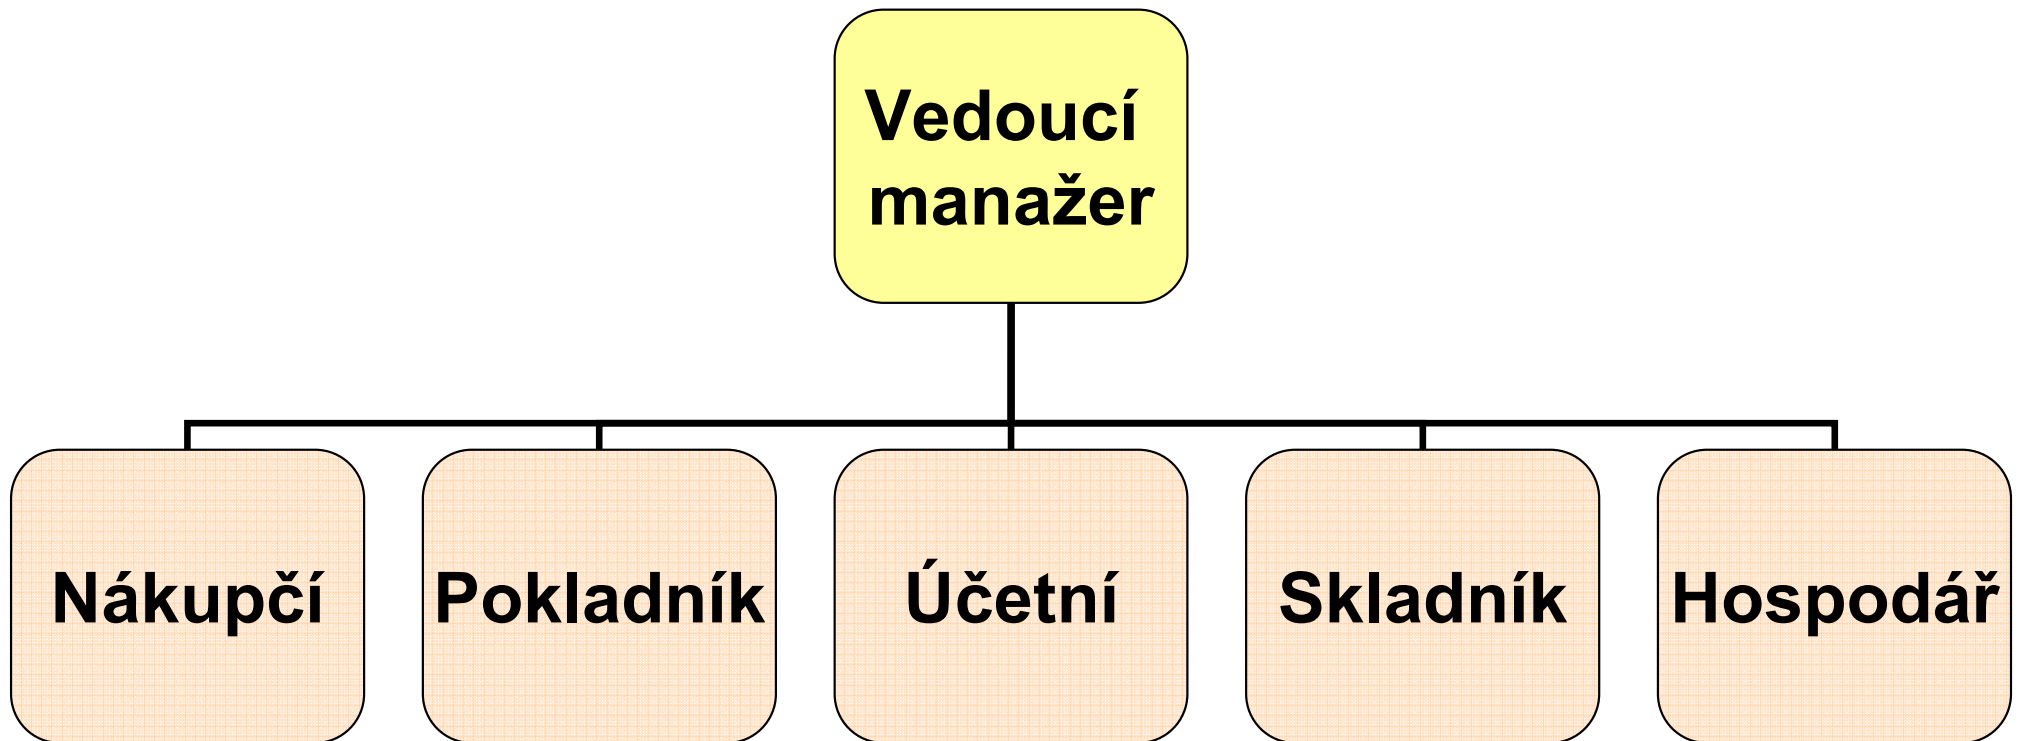 Vedoucí
manažer
Nákupčí
Pokladník
Účetní
Skladník
Hospodář